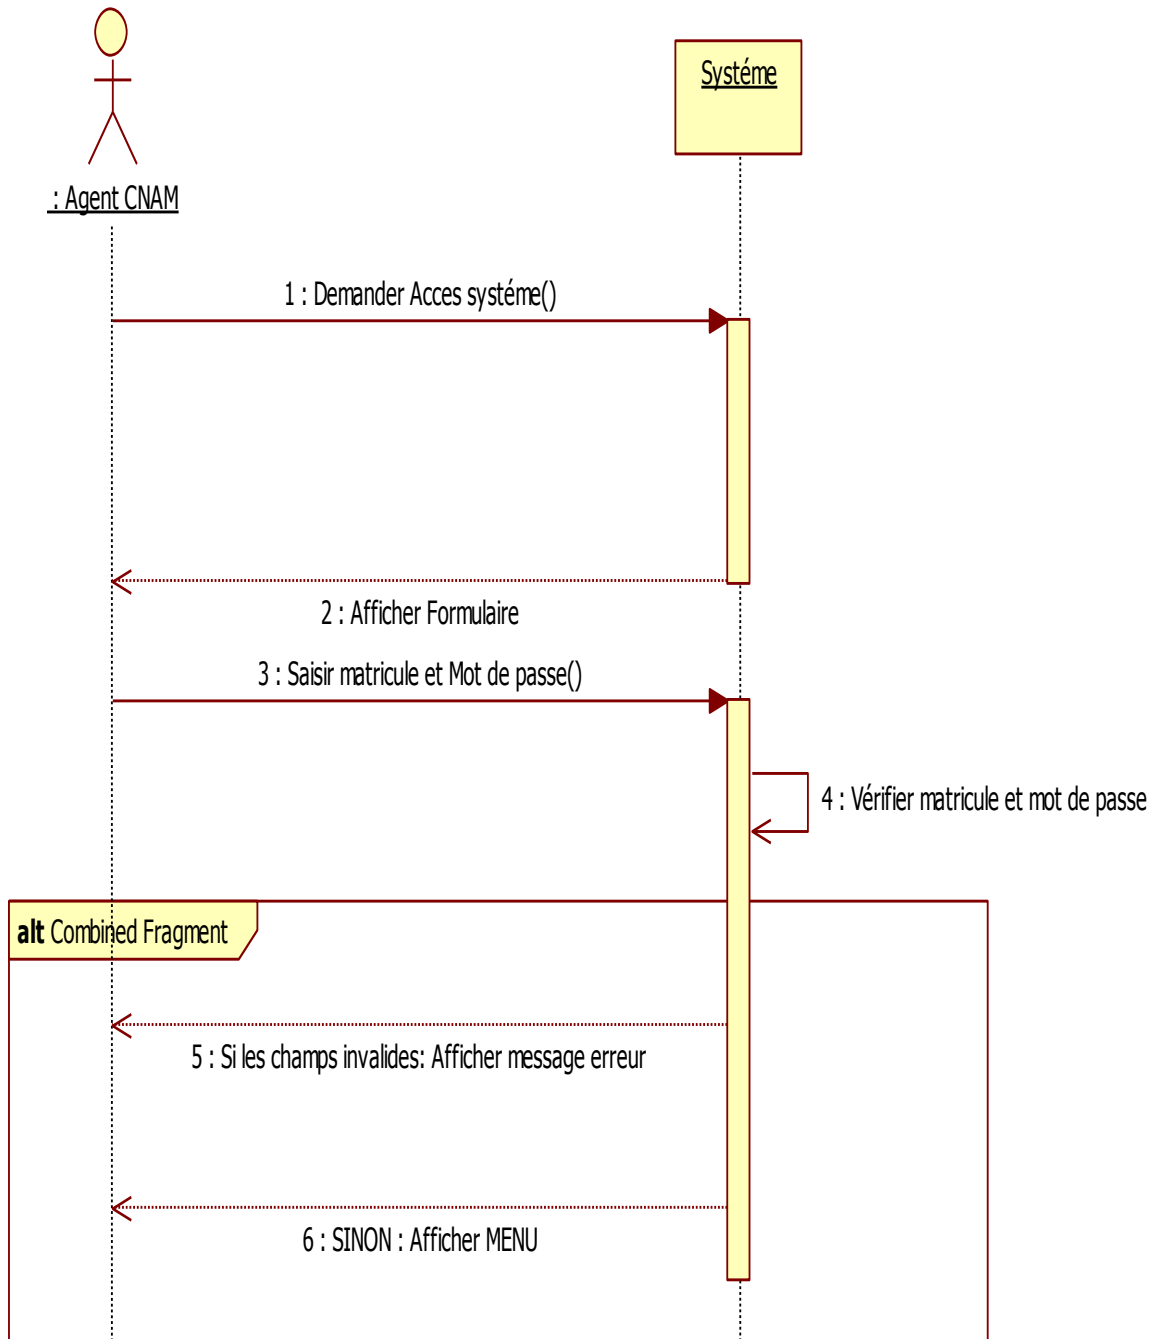 Systéme
: Agent CNAM
1 : Demander Acces systéme()
2 : Afficher Formulaire
3 : Saisir matricule et Mot de passe()
4 : Vérifier matricule et mot de passe
alt Combined Fragment
5 : Si les champs invalides: Afficher message erreur
6 : SINON : Afficher MENU